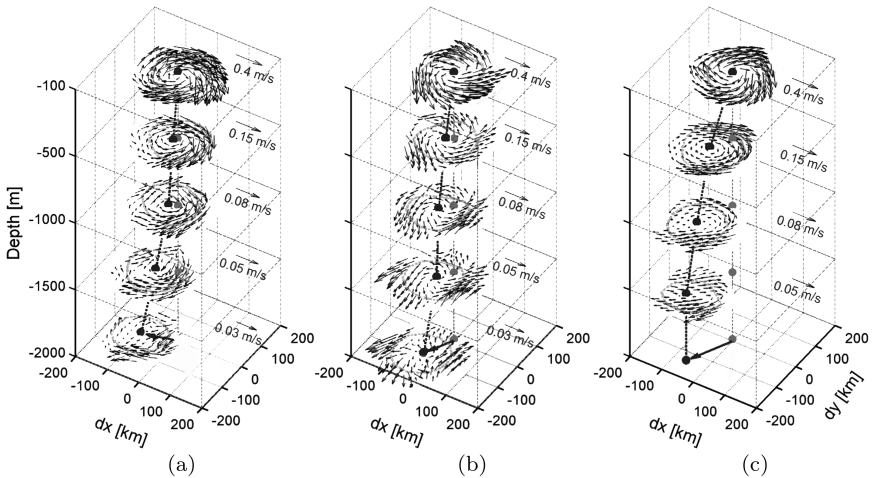 0.4 m/s
0.15 m/s
0.08 m/s
0.05 m/s
0.03 m/s
Depth [m]
-100
-500
-1000
-1500
-2000
-200
-100
0
100
200
dx [km]
-200
-100
0
100
200
(a)
0.4 m/s
0.15 m/s
0.08 m/s
0.05 m/s
0.03 m/s
-200
-100
0
100
200
dx [km]
-200
-100
0
100
200
(b)
0.4 m/s
0.15 m/s
0.08 m/s
0.05 m/s
-200
-100
0
100
200
dx [km]
-200
-100
0
100
200
dy [km]
(c)